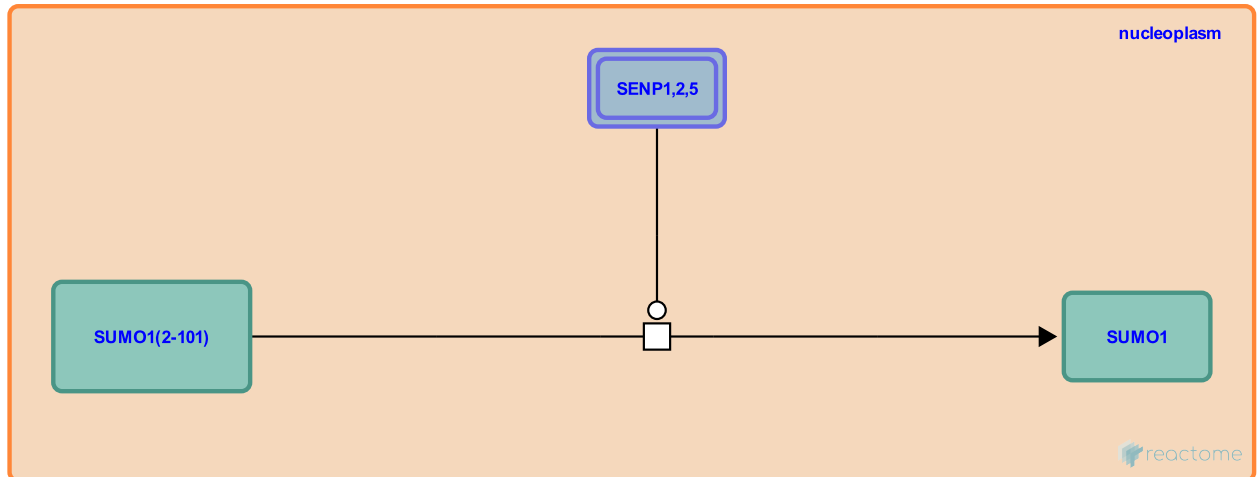 nucleoplasm
SENP1,2,5
SUMO1(2-101)
SUMO1
reactome